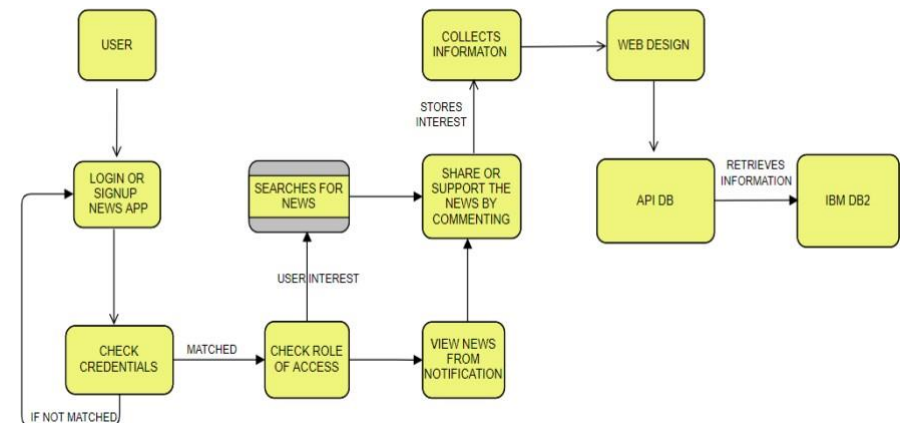 USER
COLLECTS
INFORMATON
WEB DESIGN
STORES
INTEREST
LOGIN OR
SIGNUP
NEWS APP
SEARCHES FOR
NEWS
SHARE OR
SUPPORT THE
NEWS BY
COMMENTING
API DB
RETRIEVES
INFORMATION
IBM DB2
USER INTEREST
CHECK
CREDENTIALS
MATCHED
CHECK ROLE
OF ACCESS
VIEW NEWS
FROM
NOTIFICATION
IF NOT MATCHED